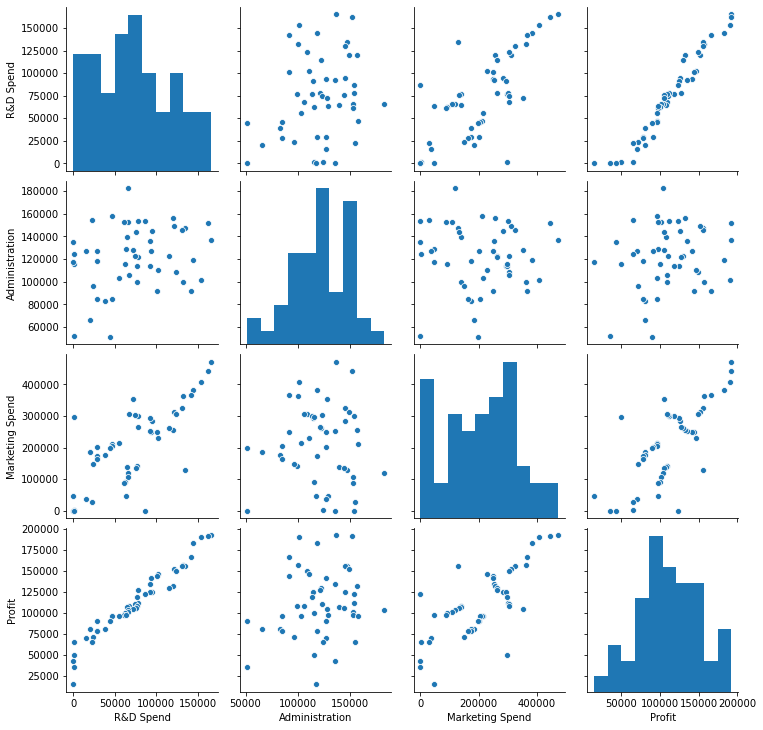 R&D Spend
150000
125000
100000
75000
50000
25000
0
Administration
180000
160000
140000
120000
100000
80000
60000
Marketing Spend
400000
300000
200000
100000
0
Profit
200000
175000
150000
125000
100000
75000
50000
25000
0 50000 100000 150000
50000 100000 150000
0 200000 400000
50000 100000 150000 200000
R&D Spend
Administration
Marketing Spend
Profit